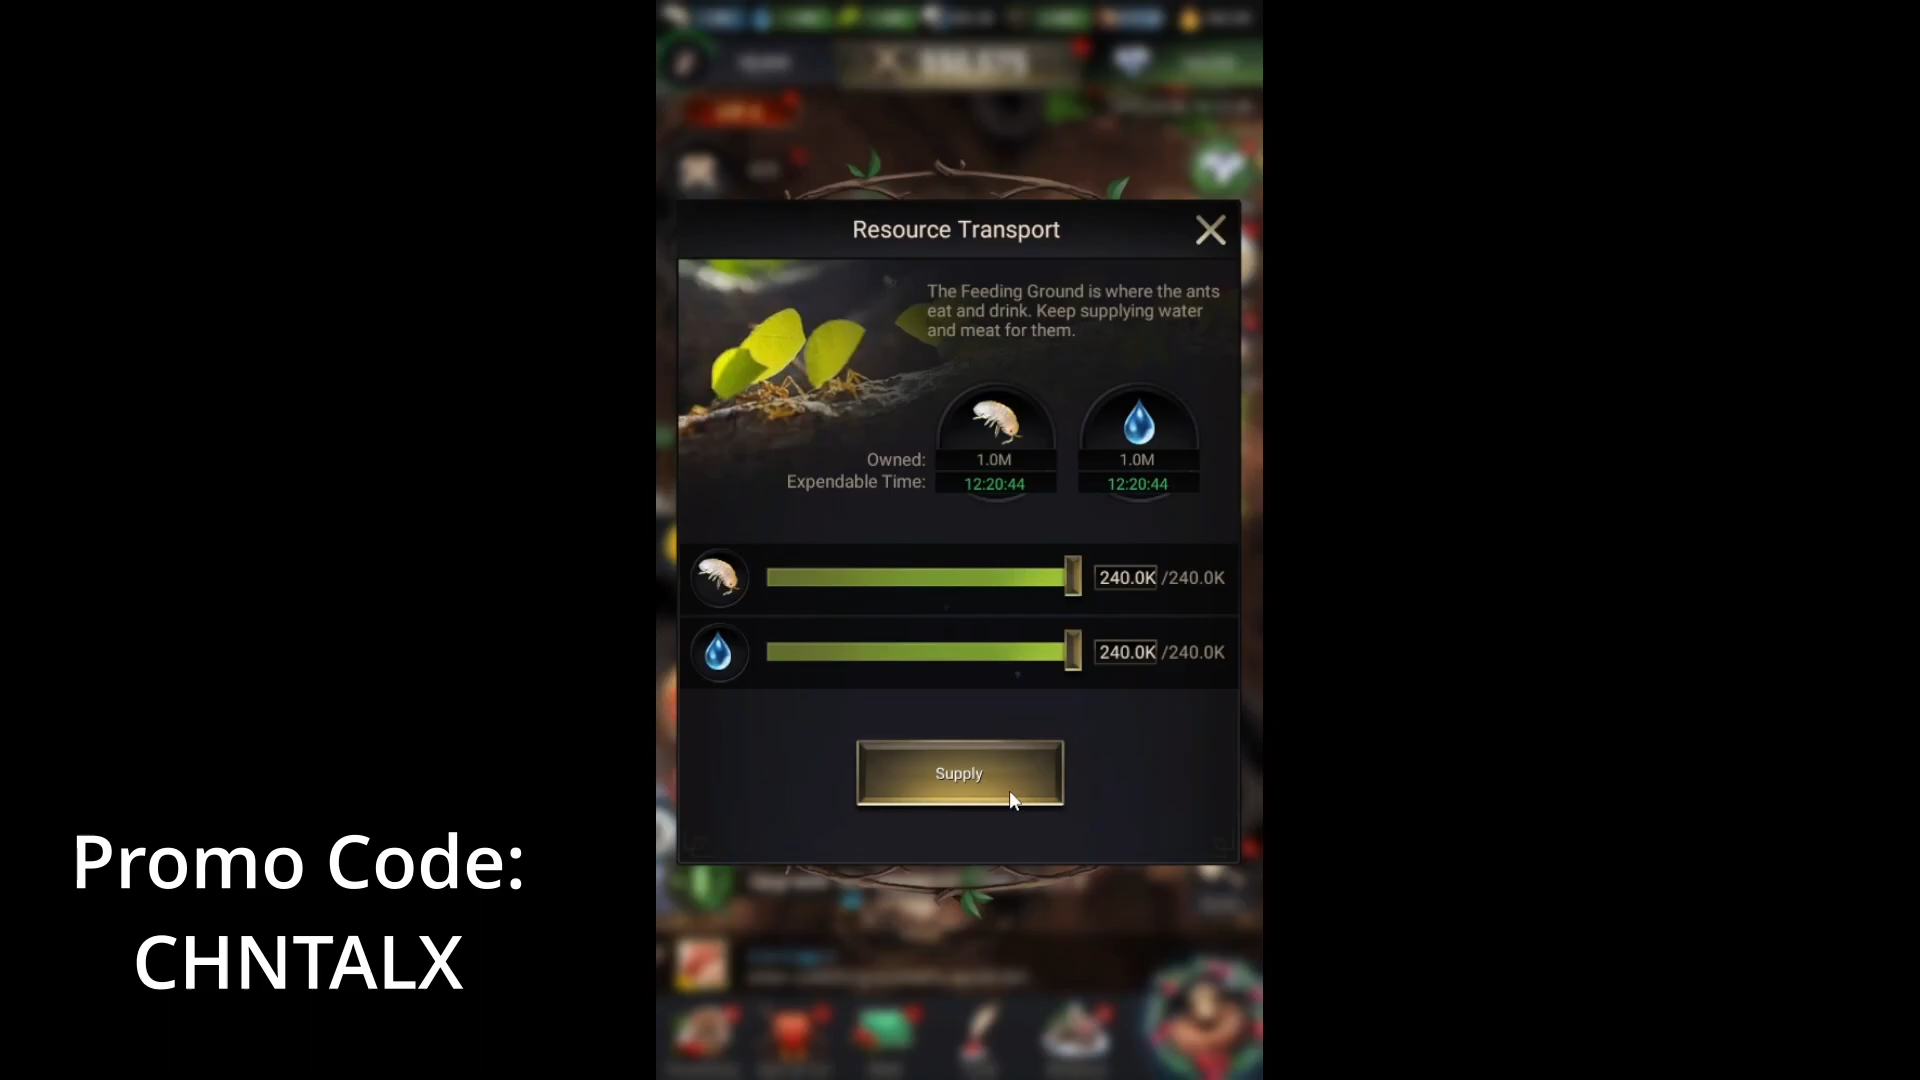 Resource Transport
The Feeding Ground is where the ants
eat and drink. Keep supplying water
and meat for them.
Owned: 1.0M 1.0M
Expendable Time: 12:20:44 12:20:44
240.0K /240.0K
240.0K /240.0K
Supply
Promo Code:
CHNTALX